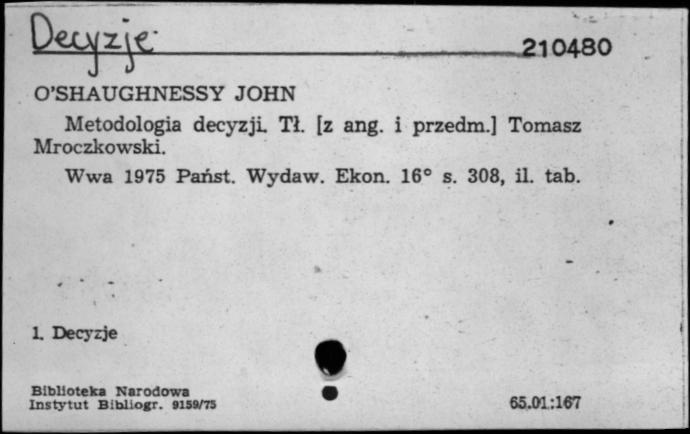 Decyzje
210480
O'SHAUGHNESSY JOHN
Metodologia decyzji. Tł. [z ang. i przedm.] Tomasz
Mroczkowski.
Wwa 1975 Państ. Wydaw. Ekon. 16° s. 308, il. tab.
1. Decyzje
Biblioteka Narodowa
Instytut Bibliogr. 9159/75
65.01:167